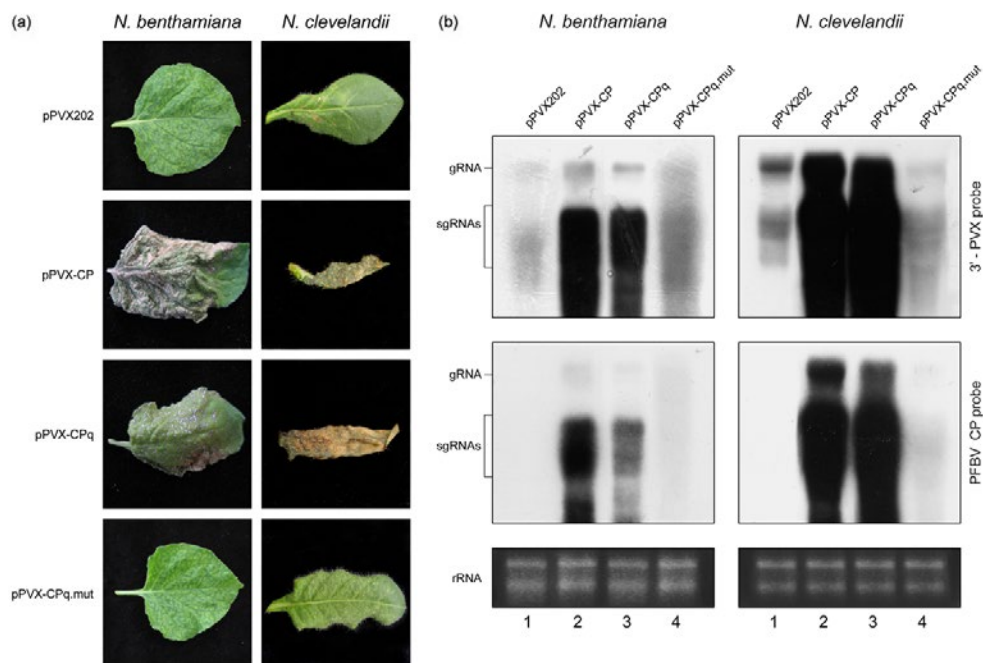 (a)
N. benthamiana
N. clevelandii
pPVX202
pPVX-CP
pPVX-CPq
pPVX-CPq.mut
(b)
N. benthamiana
N. clevelandii
pPVX202
pPVX-CP
pPVX-CPq
pPVX-CPq.mut
pPVX202
pPVX-CP
pPVX-CPq
pPVX-CPq.mut
gRNA
sgRNAs
3' - PVX probe
gRNA
sgRNAs
PFBV CP probe
rRNA
1 2 3 4
1 2 3 4